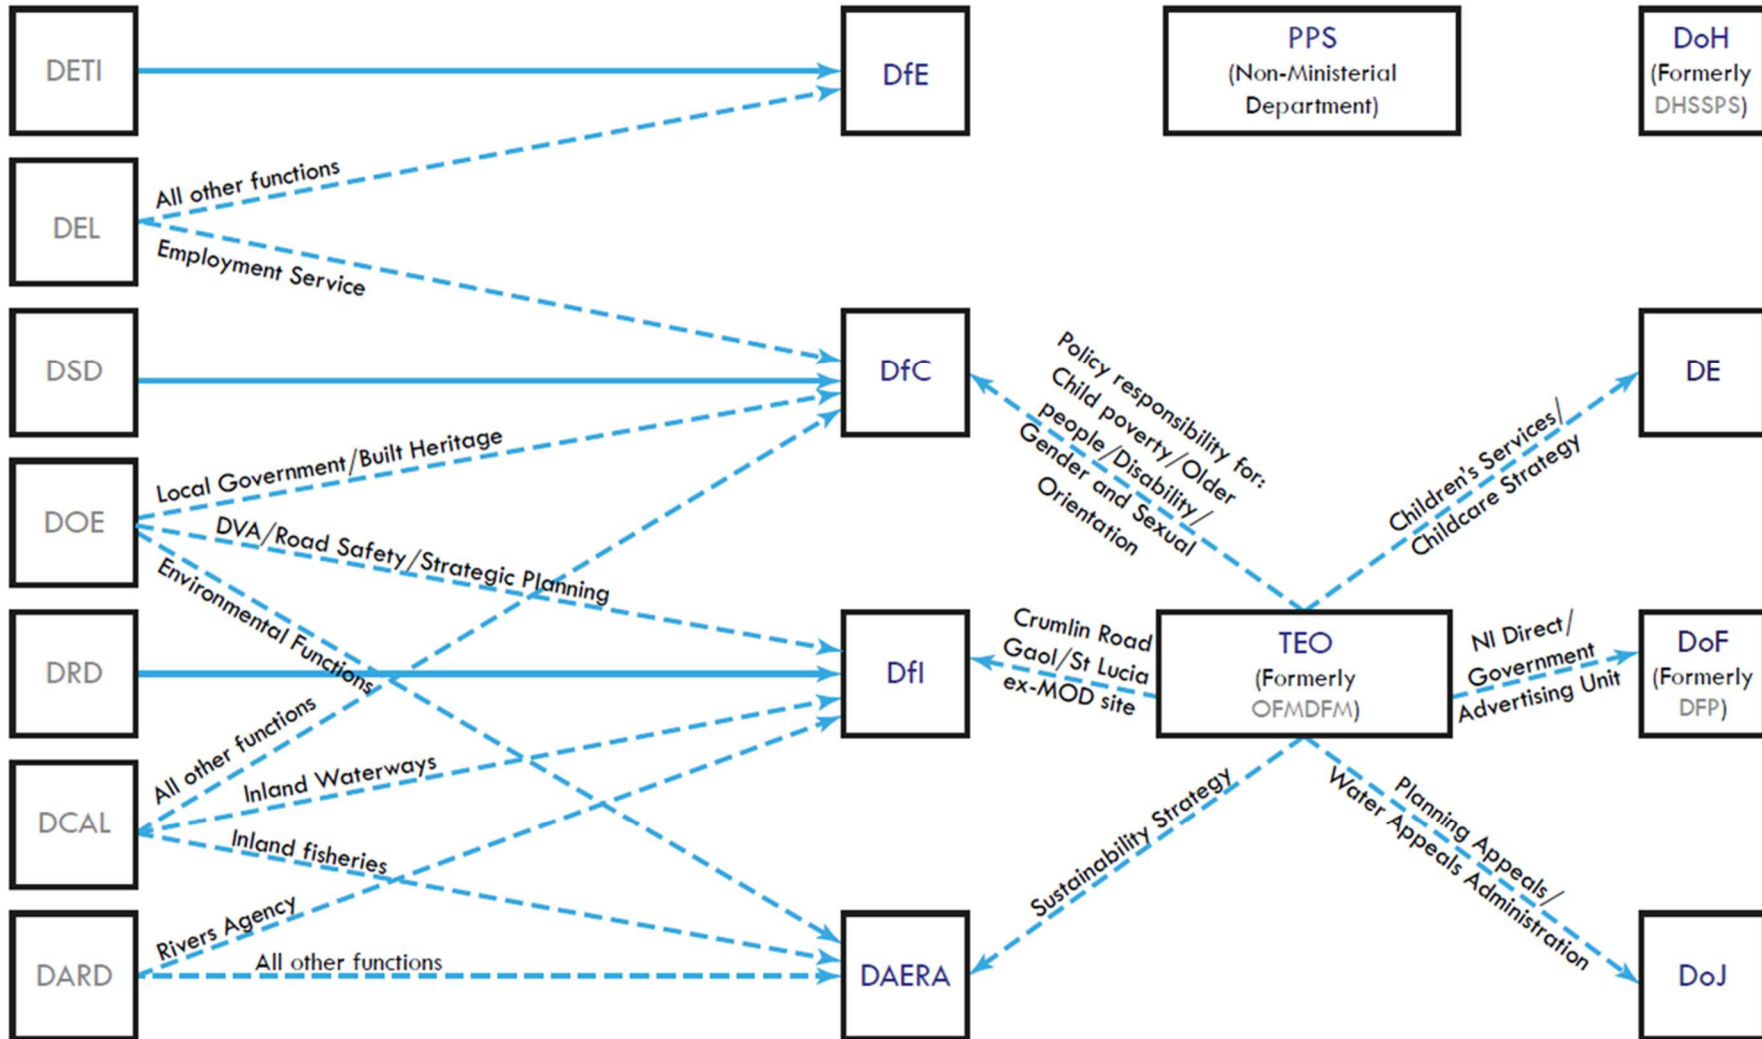 DETI
DfE
PPS
(Non-Ministerial
Department)
DoH
(Formerly
DHSSPS)
All other functions
DEL
Employment Service
DSD
DfC
Policy responsibility for:
Child poverty/Older
people/Disability/
Gender and Sexual
Orientation
Children's Services/
Childcare Strategy
DE
Local Government/Built Heritage
DOE
DVA/Road Safety/Strategic Planning
Environmental Functions
DRD
DfI
Crumlin Road
Gaol/St Lucia
ex-MOD site
TEO
(Formerly
OFMDFM)
NI Direct/
Government
Advertising Unit
DoF
(Formerly
DFP)
All other functions
DCAL
Inland Waterways
Inland fisheries
Sustainability Strategy
Planning Appeals/
Water Appeals Administration
Rivers Agency
DARD
All other functions
DAERA
DoJ